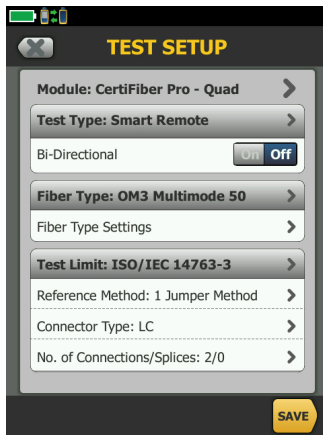 TEST SETUP
Module: CertiFiber Pro - Quad
Test Type: Smart Remote
Bi-Directional On Off
Fiber Type: OM3 Multimode 50
Fiber Type Settings
Test Limit: ISO/IEC 14763-3
Reference Method: 1 Jumper Method
Connector Type: LC
No. of Connections/Splices: 2/0
SAVE